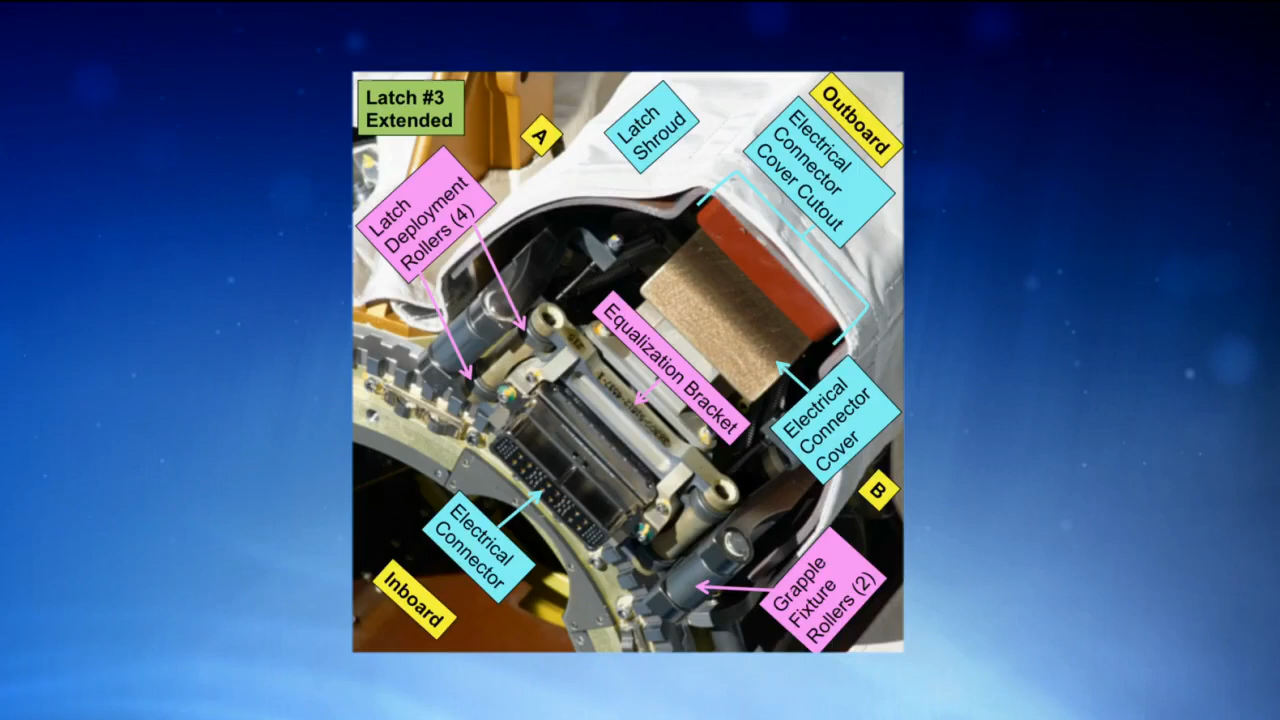 Latch #3
Extended
A
Latch
Shroud
Outboard
Electrical
Connector
Cover Cutout
Latch
Deployment
Rollers (4)
Equalization Bracket
Electrical
Connector
Cover
B
Electrical
Connector
Inboard
Grapple
Fixture
Rollers (2)